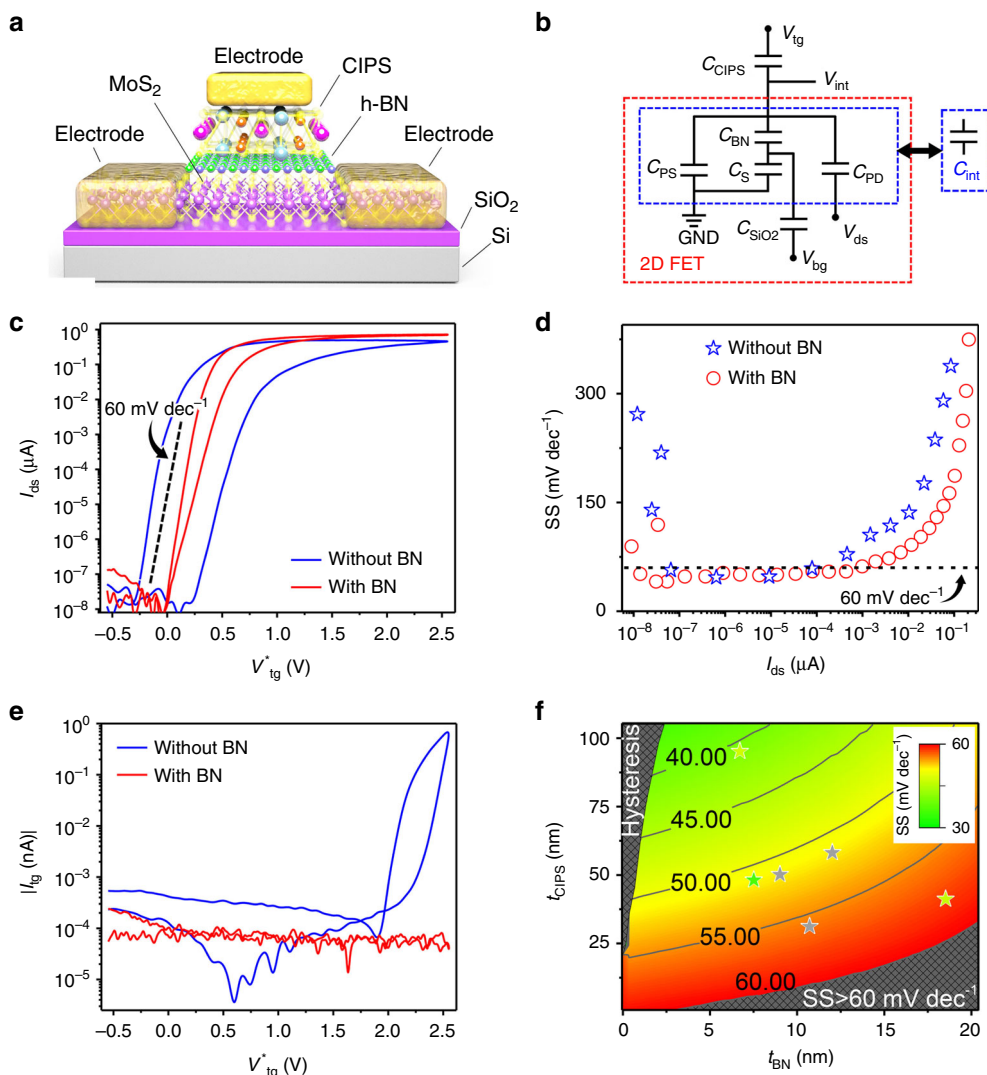 a
Electrode
MoS2
CIPS
h-BN
Electrode
Electrode
SiO2
Si
b
Vtg
CCIPS
Vint
CBN
CPS
CS
CPD
Cint
GND
CSiO2
Vds
2D FET
Vbg
c
10^0
10^−1
10^−2
10^−3
10^−4
10^−5
10^−6
10^−7
10^−8
Ids (μA)
60 mV dec^−1
Without BN
With BN
−0.5 0.0 0.5 1.0 1.5 2.0 2.5
V*tg (V)
d
Without BN
With BN
300
150
0
SS (mV dec^−1)
60 mV dec^−1
10^−8 10^−7 10^−6 10^−5 10^−4 10^−3 10^−2 10^−1
Ids (μA)
e
10^0
10^−1
10^−2
10^−3
10^−4
10^−5
|Itg (nA)|
Without BN
With BN
−0.5 0.0 0.5 1.0 1.5 2.0 2.5
V*tg (V)
f
100
75
50
25
tCIPS (nm)
Hysteresis
40.00
45.00
50.00
55.00
60.00
SS (mV dec^−1)
60
30
SS>60 mV dec^-1
0 5 10 15 20
tBN (nm)